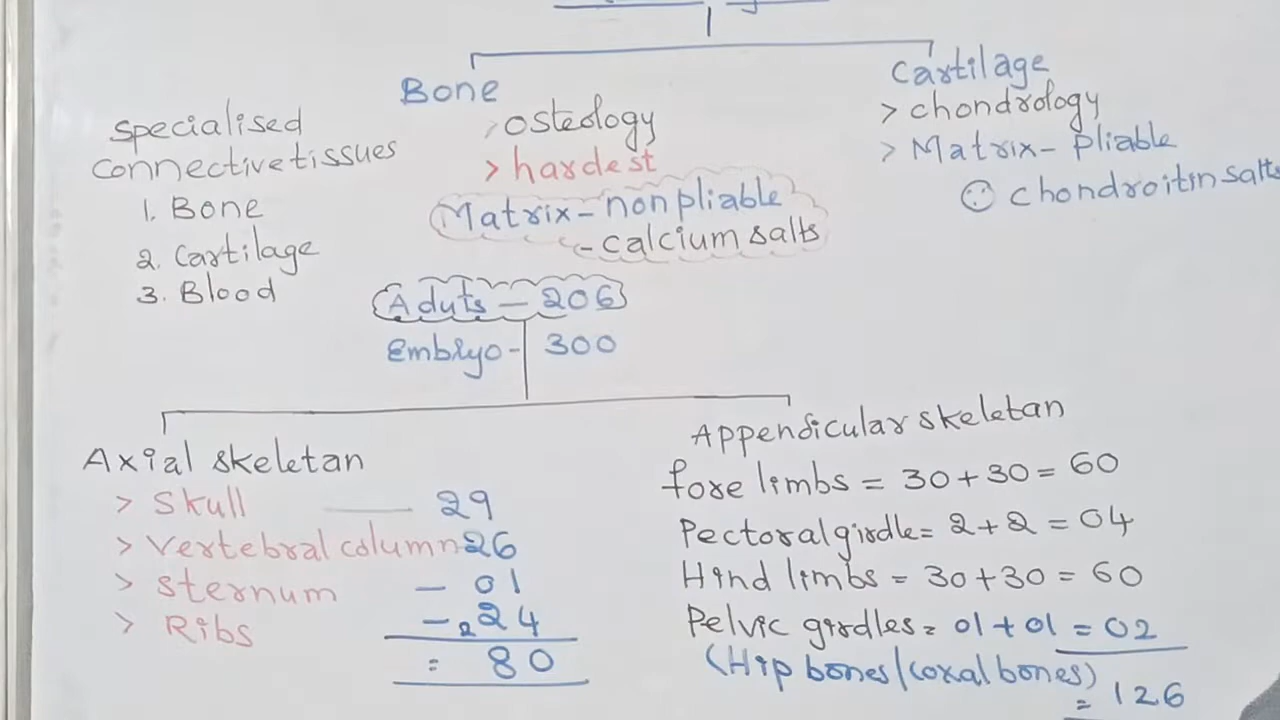 Bone
> osteology
> hardest
Matrix - non pliable
- calcium salts
Cartilage
> chondrology
> Matrix - pliable
chondroitin salts
specialised
connective tissues
1. Bone
2. Cartilage
3. Blood
Aduts - 206
Embryo - 300
Axial skeletan
> Skull 29
> Vertebral column 26
> sternum - 01
> Ribs - 24
= 80
Appendicular skeletan
fore limbs = 30 + 30 = 60
Pectoral girdle = 2 + 2 = 04
Hind limbs = 30 + 30 = 60
Pelvic girdles = 01 + 01 = 02
(Hip bones/coxal bones)
= 126